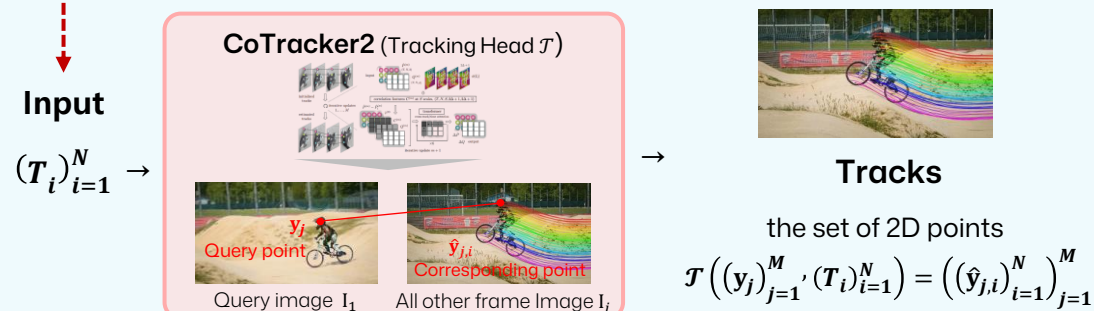 CoTracker2 (Tracking Head 𝒯)
Input
(T_i)_{i=1}^N →
→
y_j
Query point
ŷ_{j,i}
Corresponding point
Query image I_1
All other frame Image I_i
Tracks
the set of 2D points
𝒯((y_j)_{j=1}^M, (T_i)_{i=1}^N) = ((ŷ_{j,i})_{i=1}^N)_{j=1}^M